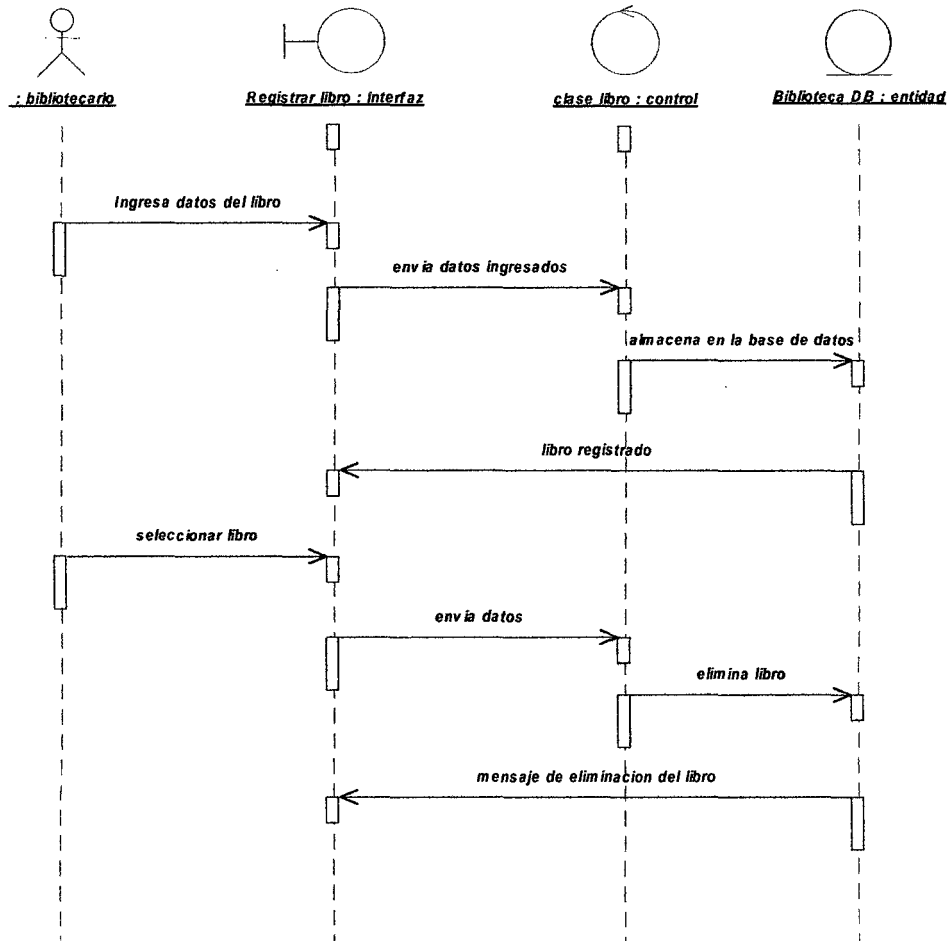 : bibliotecario
Registrar libro : Interfaz
clase libro : control
Biblioteca DB : entidad
Ingresa datos del libro
envia datos ingresados
almacena en la base de datos
libro registrado
seleccionar libro
envia datos
elimina libro
mensaje de eliminacion del libro